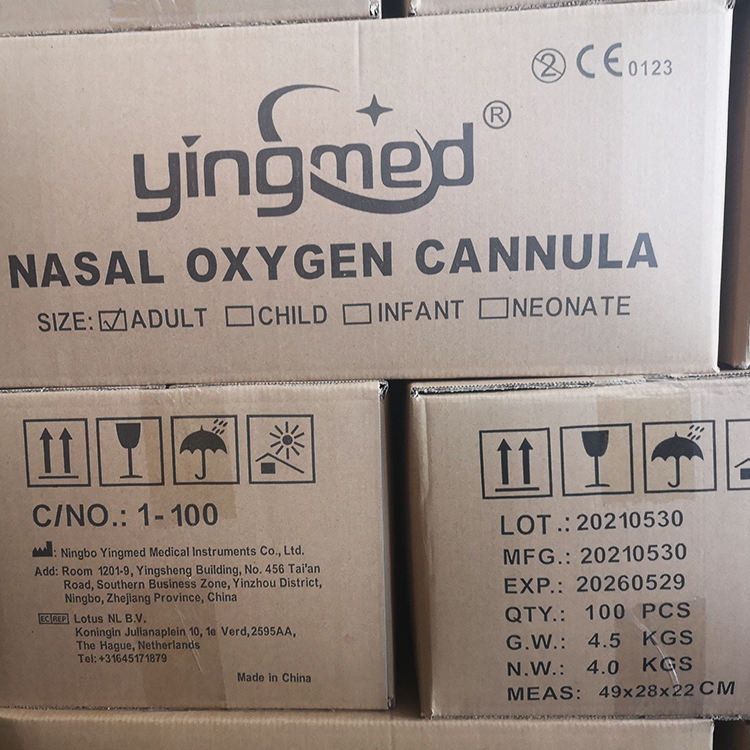 2 CE 0123
yingmed®
NASAL OXYGEN CANNULA
SIZE: ADULT CHILD INFANT NEONATE
C/NO.: 1-100
: Ningbo Yingmed Medical Instruments Co., Ltd.
Add: Room 1201-9, Yingsheng Building, No. 456 Tai'an
Road, Southern Business Zone, Yinzhou District,
Ningbo, Zhejiang Province, China
EC REP Lotus NL B.V.
Koningin Julianaplein 10, 1e Verd, 2595AA,
The Hague, Netherlands
Tel: +31645171879
Made in China
LOT.: 20210530
MFG.: 20210530
EXP.: 20260529
QTY.: 100 PCS
G.W.: 4.5 KGS
N.W.: 4.0 KGS
MEAS: 49x28x22 CM